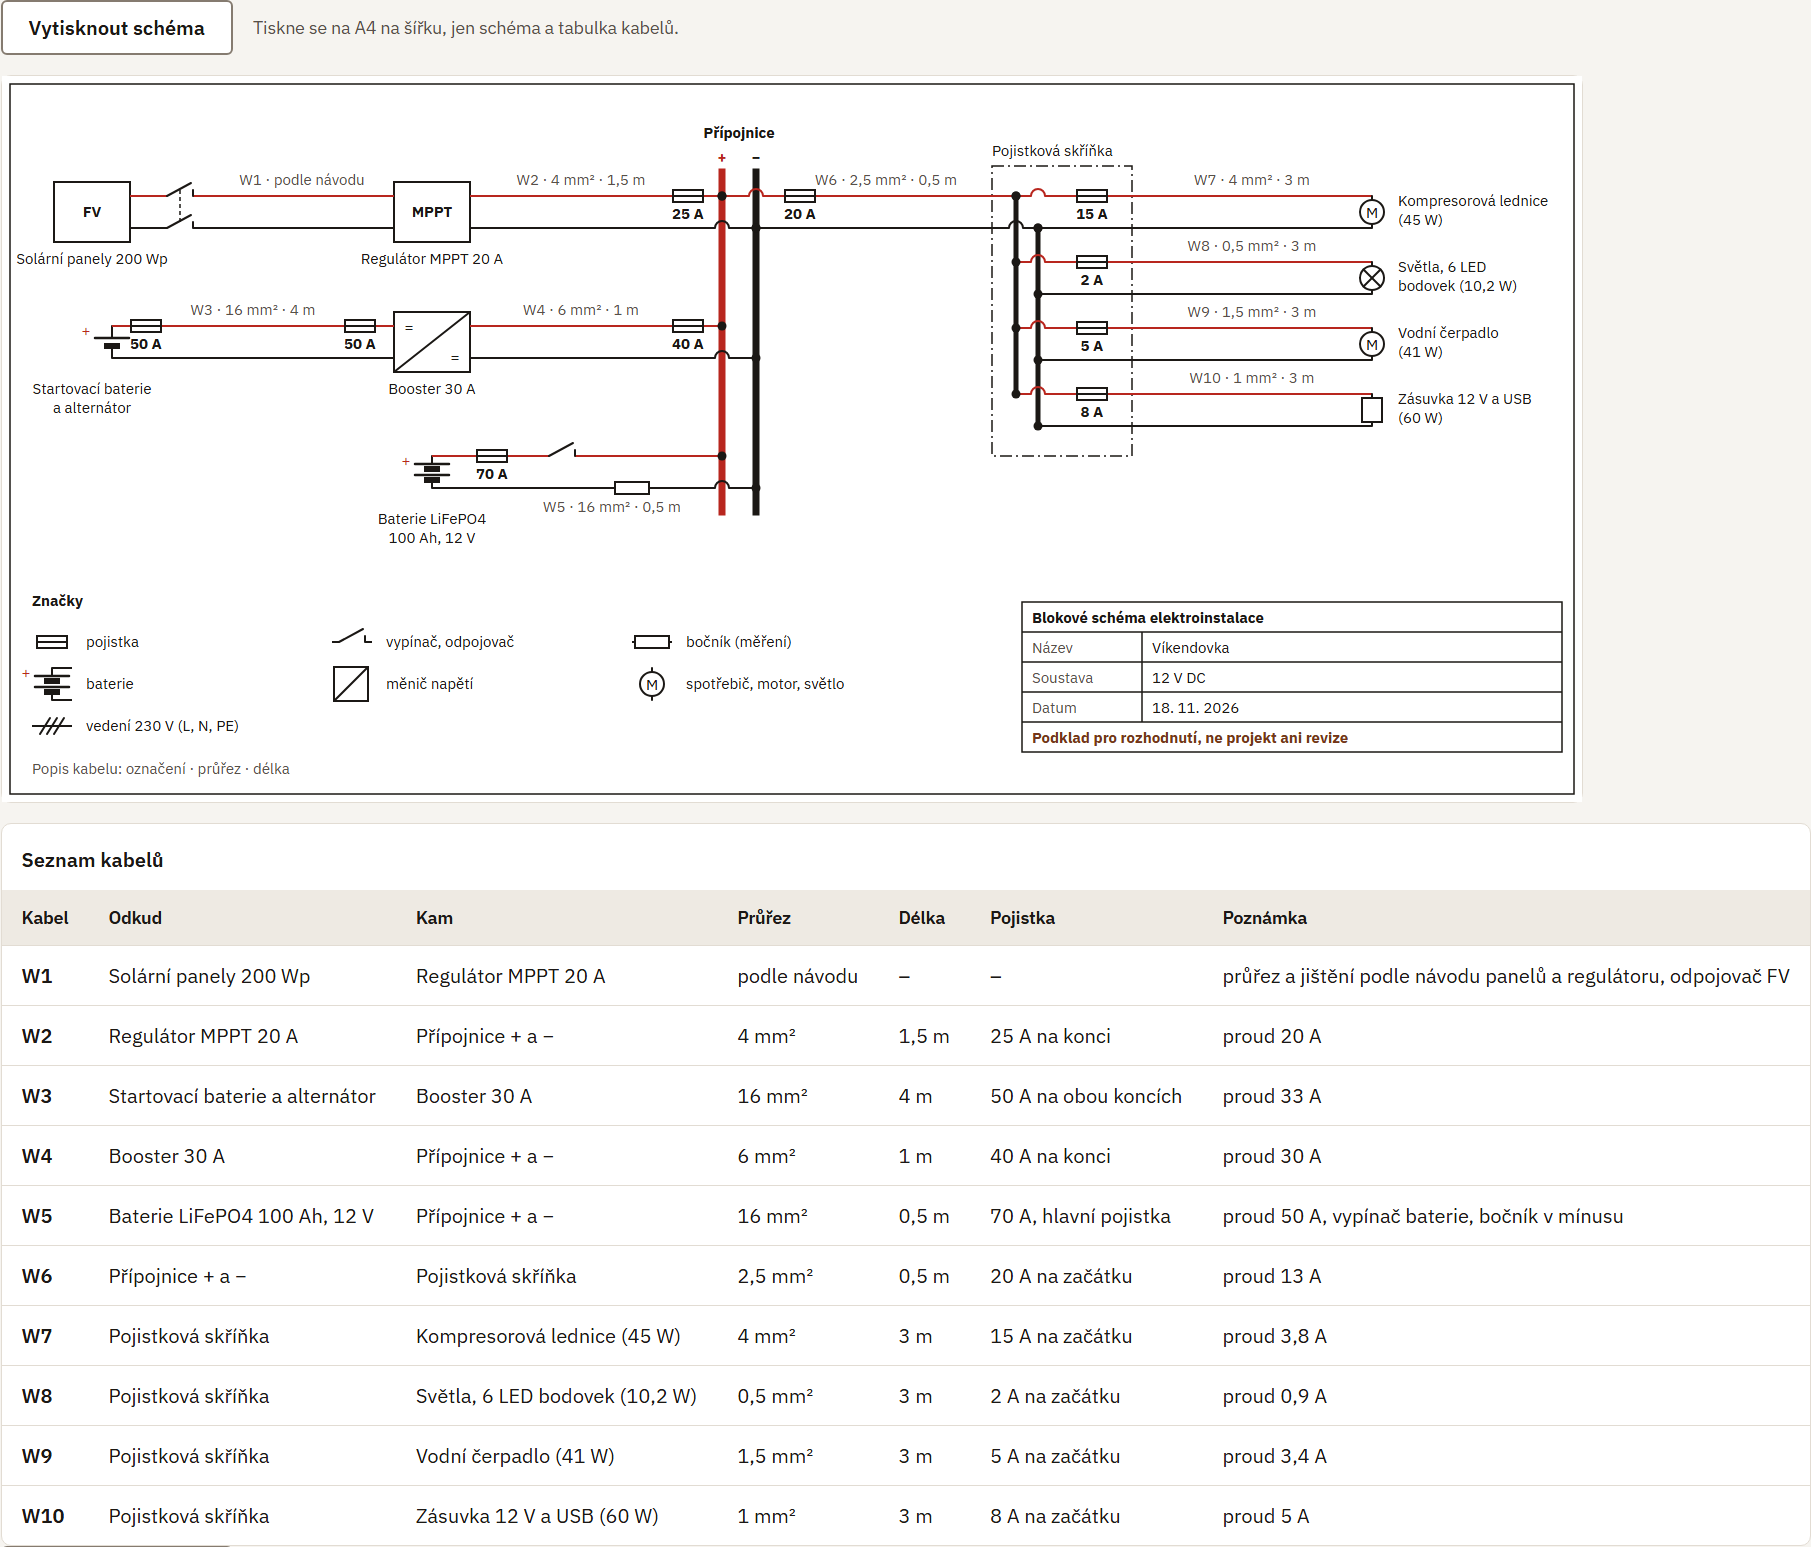 Vytisknout schéma
Tiskne se na A4 na šířku, jen schéma a tabulka kabelů.
Přípojnice
+ −
Pojistková skříňka
FV
W1 · podle návodu
MPPT
W2 · 4 mm² · 1,5 m
25 A
W6 · 2,5 mm² · 0,5 m
20 A
15 A
W7 · 4 mm² · 3 m
M
Kompresorová lednice
(45 W)
Solární panely 200 Wp
Regulátor MPPT 20 A
W8 · 0,5 mm² · 3 m
2 A
Světla, 6 LED
bodovek (10,2 W)
+
50 A
W3 · 16 mm² · 4 m
50 A
=
=
W4 · 6 mm² · 1 m
40 A
W9 · 1,5 mm² · 3 m
5 A
M
Vodní čerpadlo
(41 W)
Startovací baterie
a alternátor
Booster 30 A
W10 · 1 mm² · 3 m
8 A
Zásuvka 12 V a USB
(60 W)
+
70 A
W5 · 16 mm² · 0,5 m
Baterie LiFePO4
100 Ah, 12 V
Značky
pojistka
vypínač, odpojovač
bočník (měření)
+
baterie
měnič napětí
M
spotřebič, motor, světlo
vedení 230 V (L, N, PE)
Popis kabelu: označení · průřez · délka
Blokové schéma elektroinstalace
Název Víkendovka
Soustava 12 V DC
Datum 18. 11. 2026
Podklad pro rozhodnutí, ne projekt ani revize
Seznam kabelů
Kabel Odkud Kam Průřez Délka Pojistka Poznámka
W1 Solární panely 200 Wp Regulátor MPPT 20 A podle návodu – – průřez a jištění podle návodu panelů a regulátoru, odpojovač FV
W2 Regulátor MPPT 20 A Přípojnice + a − 4 mm² 1,5 m 25 A na konci proud 20 A
W3 Startovací baterie a alternátor Booster 30 A 16 mm² 4 m 50 A na obou koncích proud 33 A
W4 Booster 30 A Přípojnice + a − 6 mm² 1 m 40 A na konci proud 30 A
W5 Baterie LiFePO4 100 Ah, 12 V Přípojnice + a − 16 mm² 0,5 m 70 A, hlavní pojistka proud 50 A, vypínač baterie, bočník v mínusu
W6 Přípojnice + a − Pojistková skříňka 2,5 mm² 0,5 m 20 A na začátku proud 13 A
W7 Pojistková skříňka Kompresorová lednice (45 W) 4 mm² 3 m 15 A na začátku proud 3,8 A
W8 Pojistková skříňka Světla, 6 LED bodovek (10,2 W) 0,5 mm² 3 m 2 A na začátku proud 0,9 A
W9 Pojistková skříňka Vodní čerpadlo (41 W) 1,5 mm² 3 m 5 A na začátku proud 3,4 A
W10 Pojistková skříňka Zásuvka 12 V a USB (60 W) 1 mm² 3 m 8 A na začátku proud 5 A